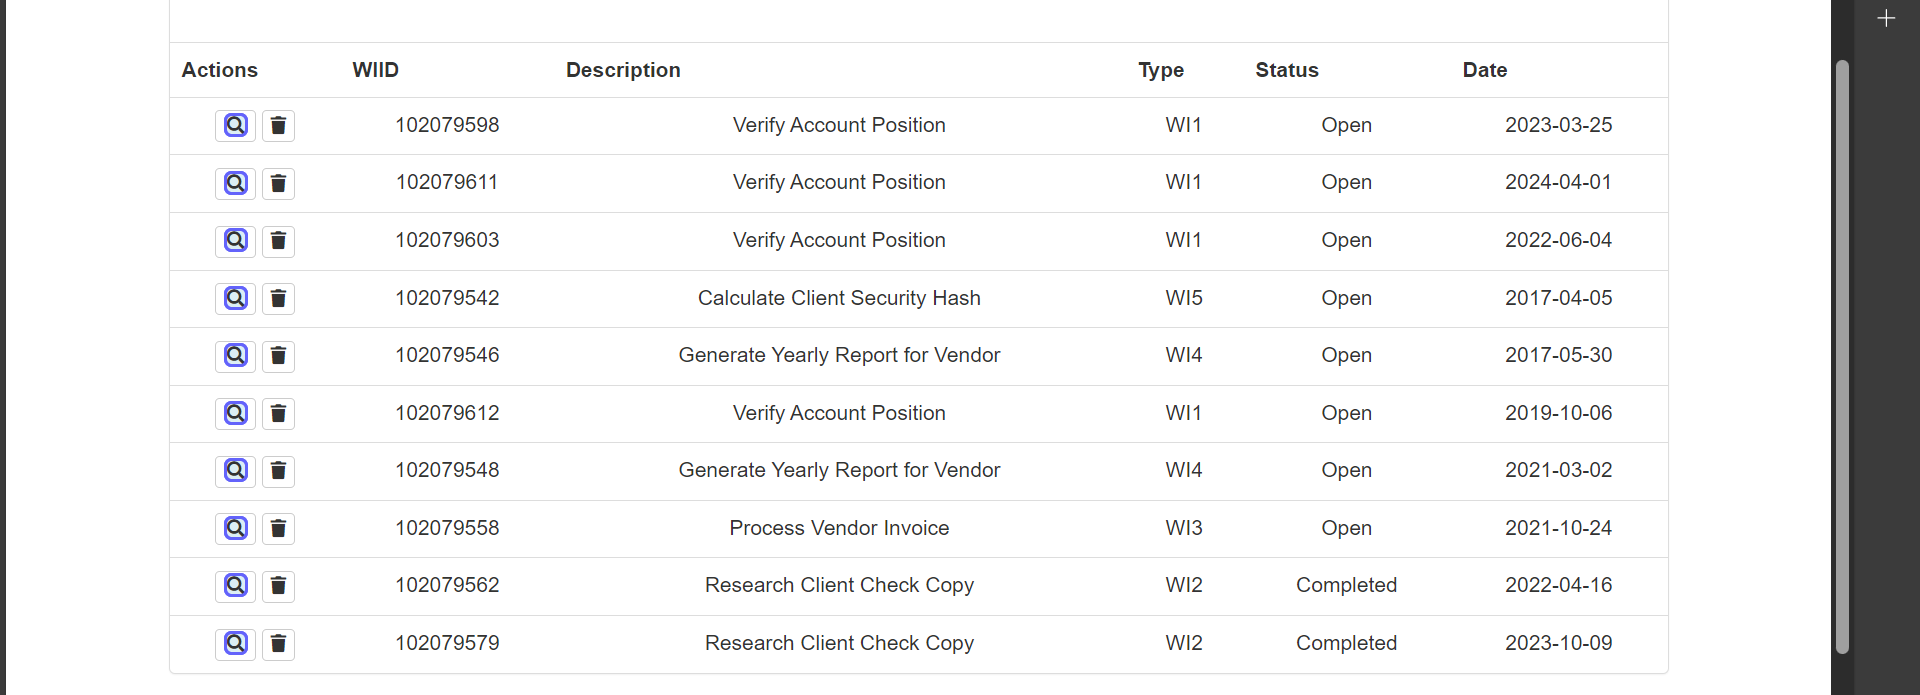 Actions WIID Description Type Status Date
102079598 Verify Account Position WI1 Open 2023-03-25
102079611 Verify Account Position WI1 Open 2024-04-01
102079603 Verify Account Position WI1 Open 2022-06-04
102079542 Calculate Client Security Hash WI5 Open 2017-04-05
102079546 Generate Yearly Report for Vendor WI4 Open 2017-05-30
102079612 Verify Account Position WI1 Open 2019-10-06
102079548 Generate Yearly Report for Vendor WI4 Open 2021-03-02
102079558 Process Vendor Invoice WI3 Open 2021-10-24
102079562 Research Client Check Copy WI2 Completed 2022-04-16
102079579 Research Client Check Copy WI2 Completed 2023-10-09